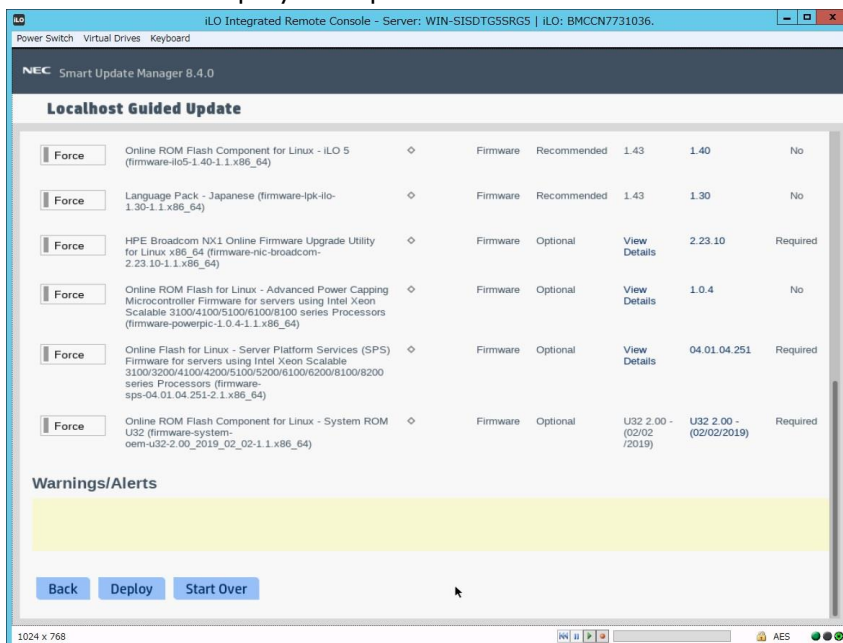 iLO Integrated Remote Console - Server: WIN-SISDTG5SRG5 | iLO: BMCCN7731036.
Power Switch Virtual Drives Keyboard
NEC Smart Update Manager 8.4.0
Localhost Guided Update
Force
Online ROM Flash Component for Linux - iLO 5
(firmware-ilo5-1.40-1.1.x86_64)
Firmware Recommended 1.43 1.40 No
Force
Language Pack - Japanese (firmware-lpk-ilo-
1.30-1.1.x86_64)
Firmware Recommended 1.43 1.30 No
Force
HPE Broadcom NX1 Online Firmware Upgrade Utility
for Linux x86_64 (firmware-nic-broadcom-
2.23.10-1.1.x86_64)
Firmware Optional View
Details
2.23.10 Required
Force
Online ROM Flash for Linux - Advanced Power Capping
Microcontroller Firmware for servers using Intel Xeon
Scalable 3100/4100/5100/6100/8100 series Processors
(firmware-powerpic-1.0.4-1.1.x86_64)
Firmware Optional View
Details
1.0.4 No
Force
Online Flash for Linux - Server Platform Services (SPS)
Firmware for servers using Intel Xeon Scalable
3100/3200/4100/4200/5100/5200/6100/6200/8100/8200
series Processors (firmware-
sps-04.01.04.251-2.1.x86_64)
Firmware Optional View
Details
04.01.04.251 Required
Force
Online ROM Flash Component for Linux - System ROM
U32 (firmware-system-
oem-u32-2.00_2019_02_02-1.1.x86_64)
Firmware Optional
U32 2.00 -
(02/02
/2019)
U32 2.00 -
(02/02/2019)
Required
Warnings/Alerts
Back Deploy Start Over
1024 x 768 AES